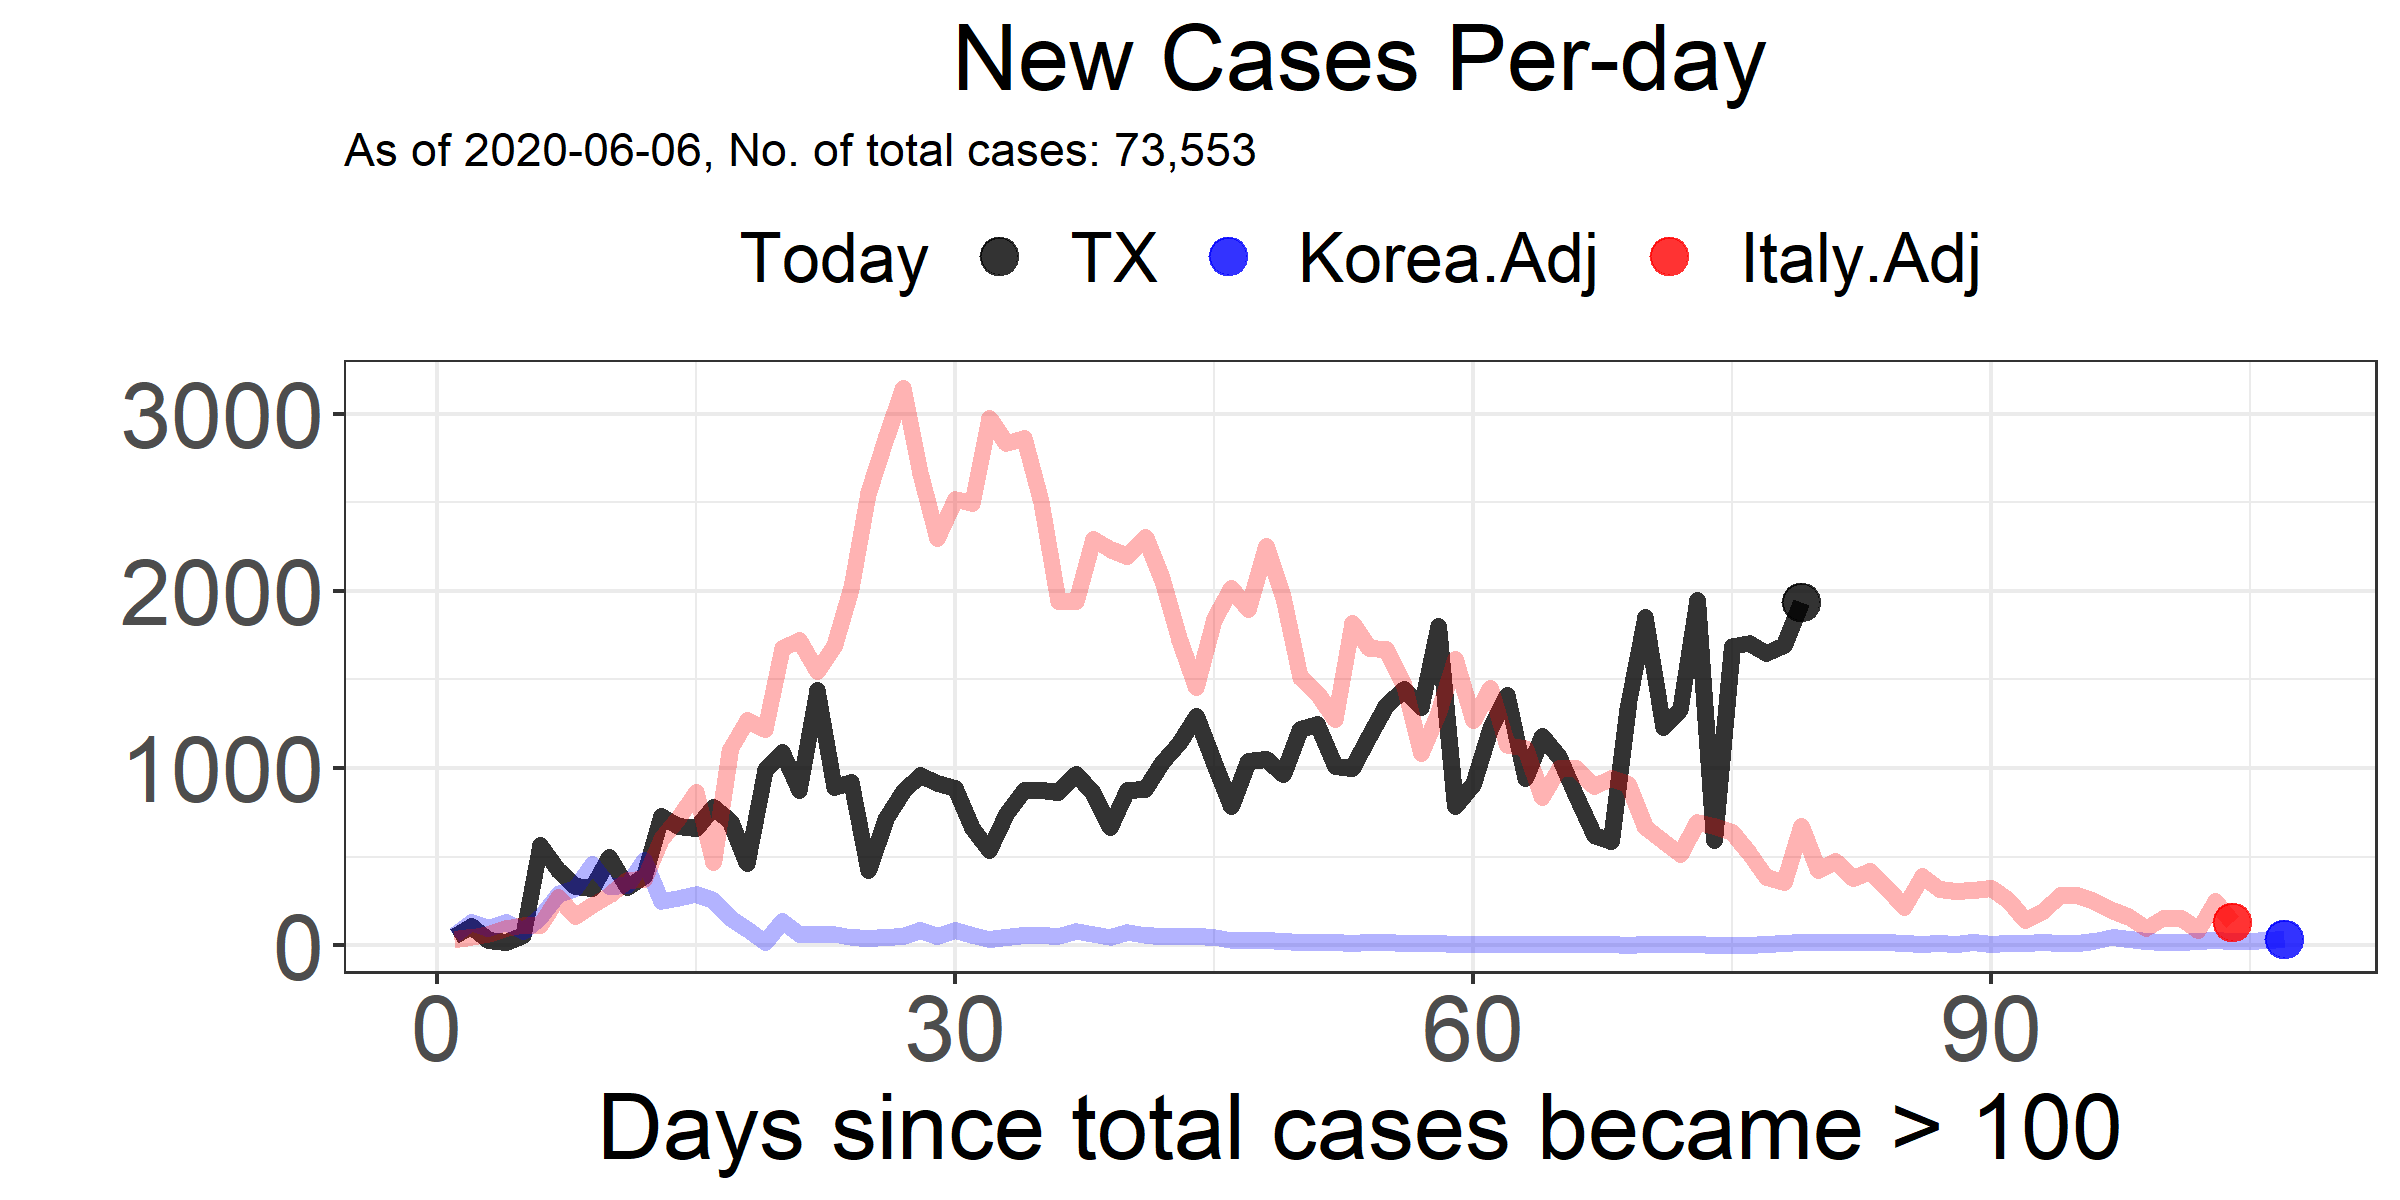 New Cases Per-day
As of 2020-06-06, No. of total cases: 73,553
Today TX Korea.Adj Italy.Adj
3000
2000
1000
0
0 30 60 90
Days since total cases became > 100